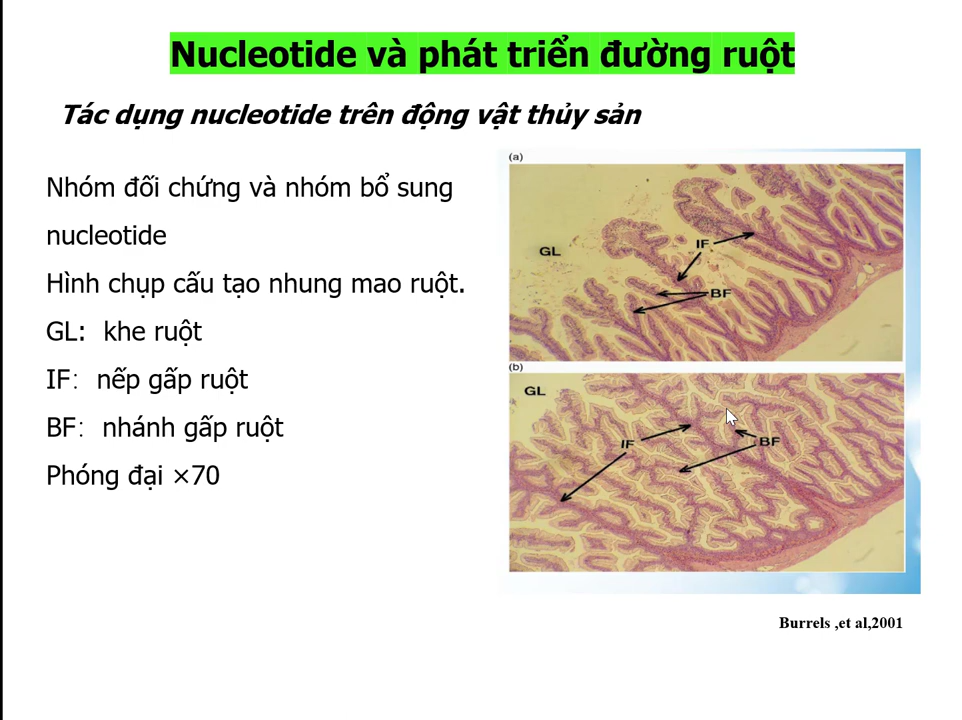 Nucleotide và phát triển đường ruột
Tác dụng nucleotide trên động vật thủy sản
Nhóm đối chứng và nhóm bổ sung
nucleotide
Hình chụp cấu tạo nhung mao ruột.
GL: khe ruột
IF: nếp gấp ruột
BF: nhánh gấp ruột
Phóng đại ×70
(a)
GL
IF
BF
(b)
GL
IF
BF
Burrels ,et al,2001